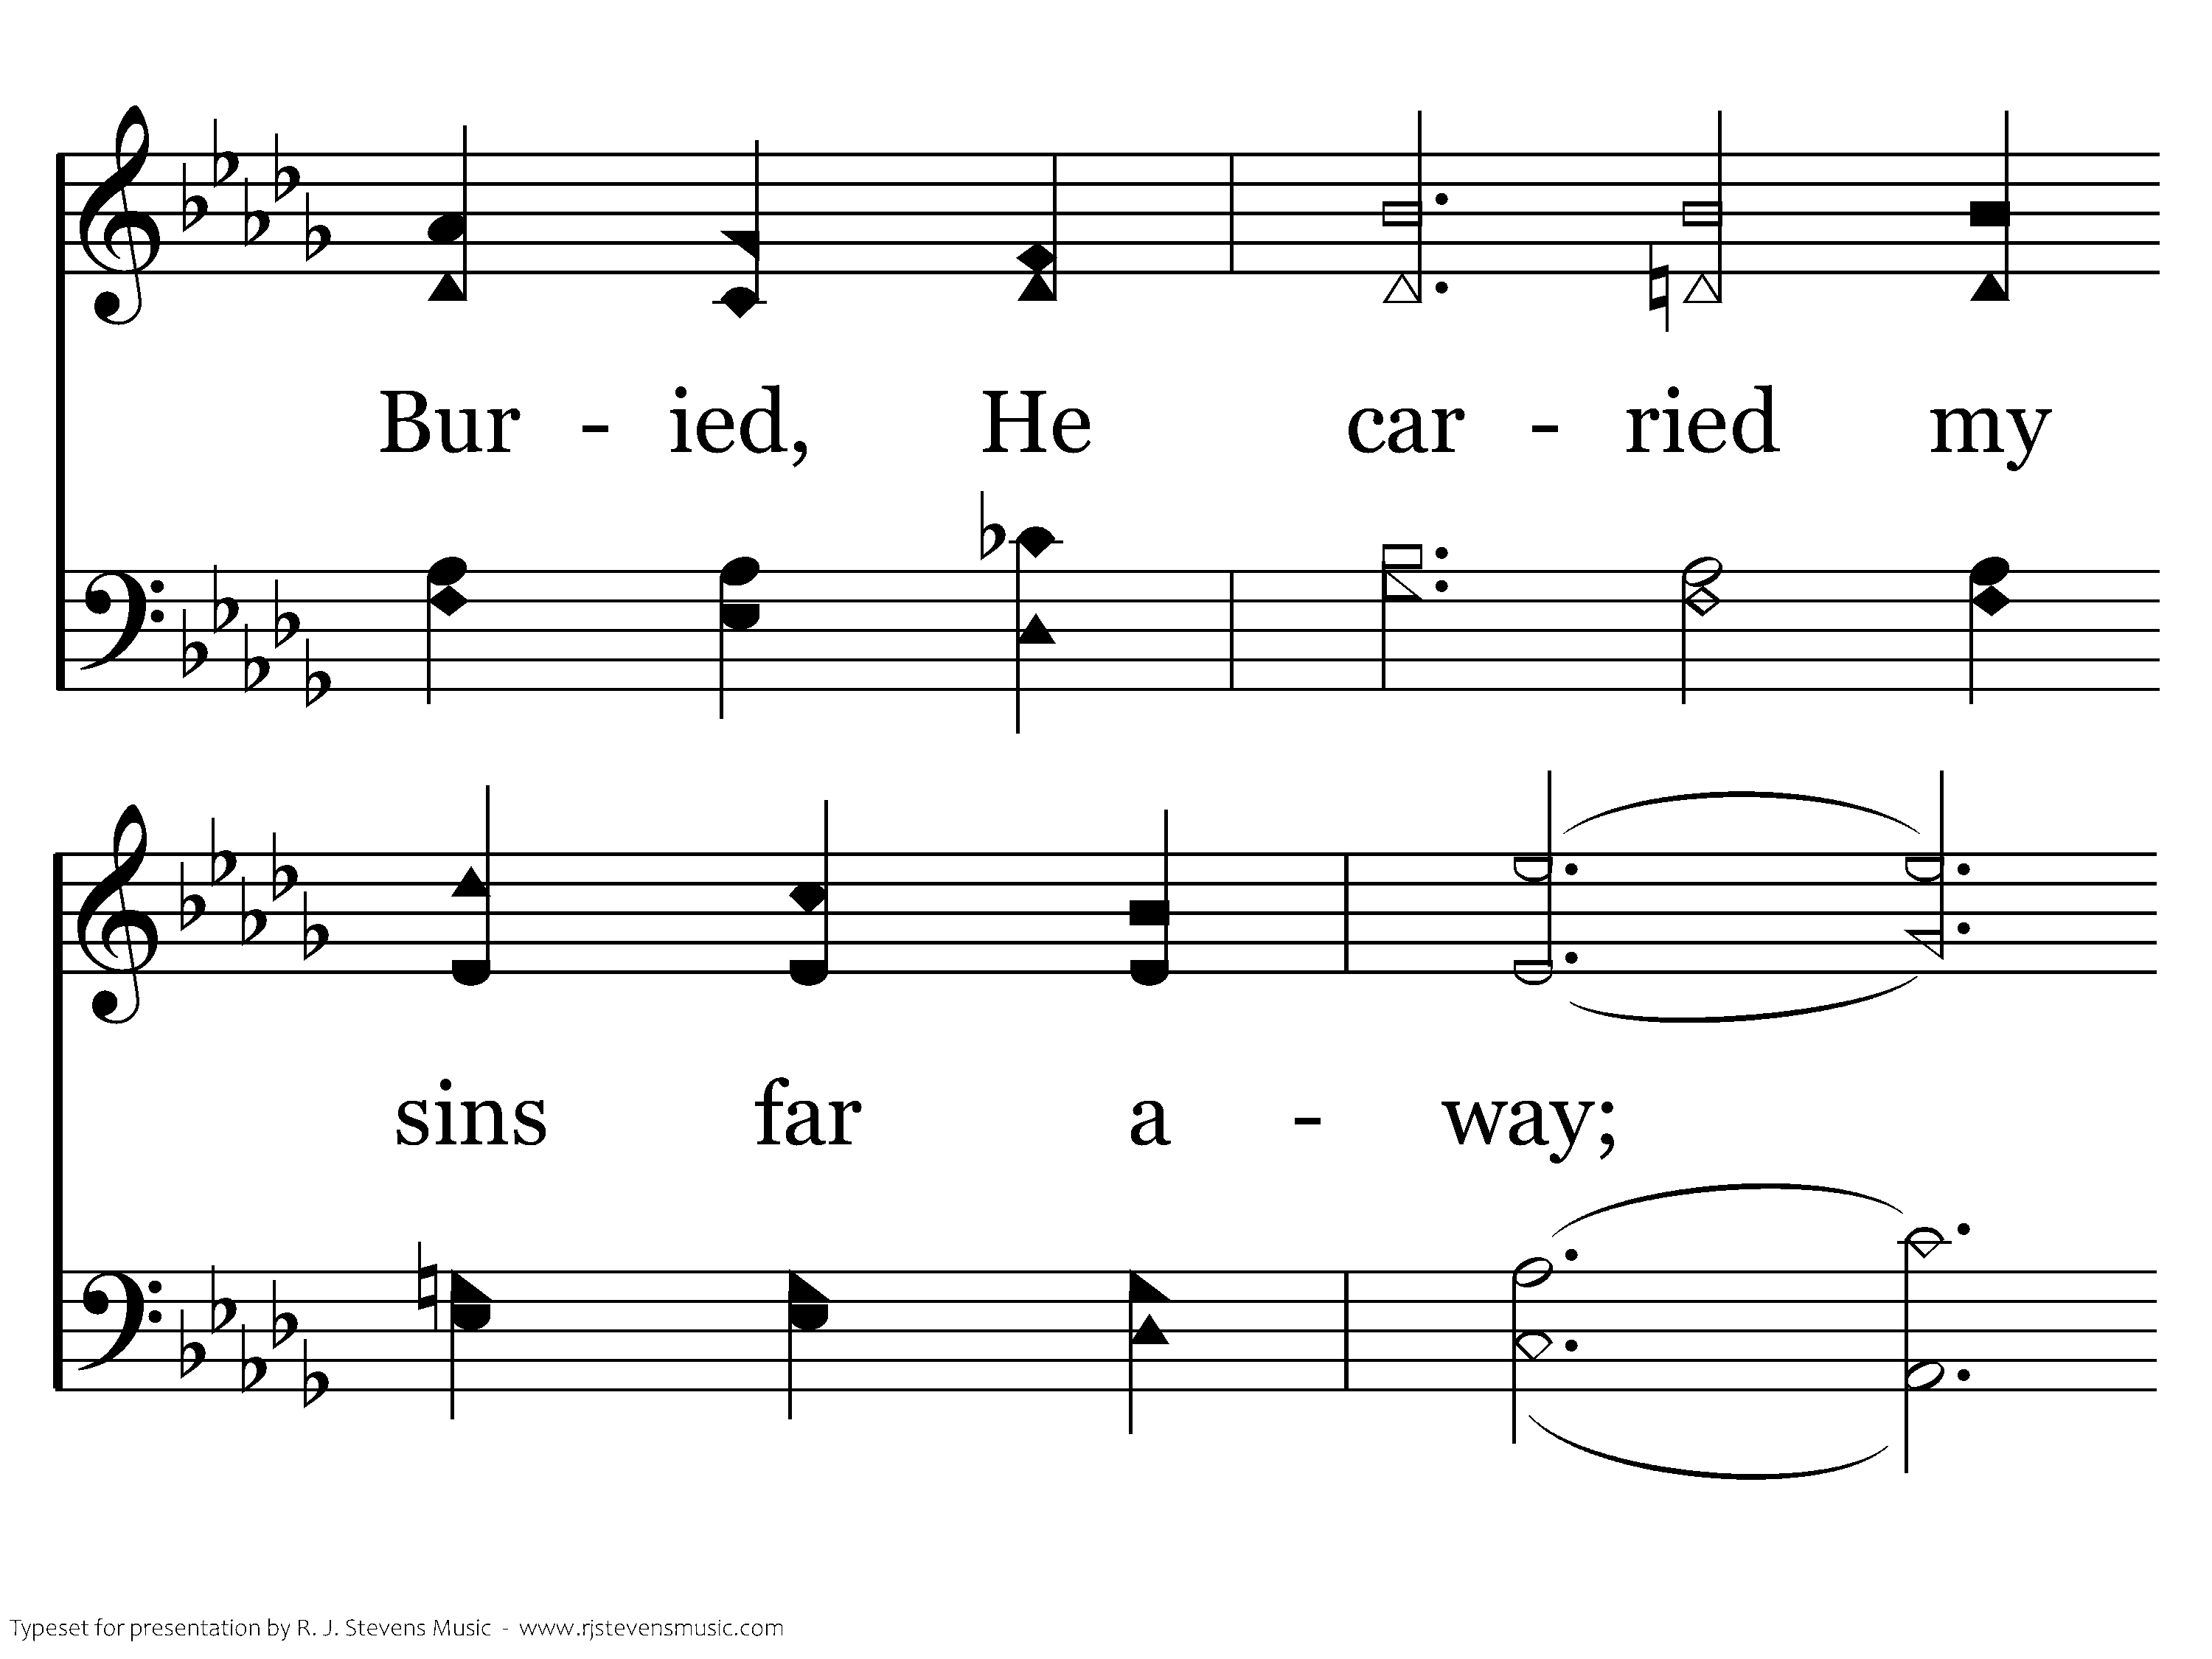 Bur - ied, He car - ried my
sins far a - way;
Typeset for presentation by R. J. Stevens Music - www.rjstevensmusic.com